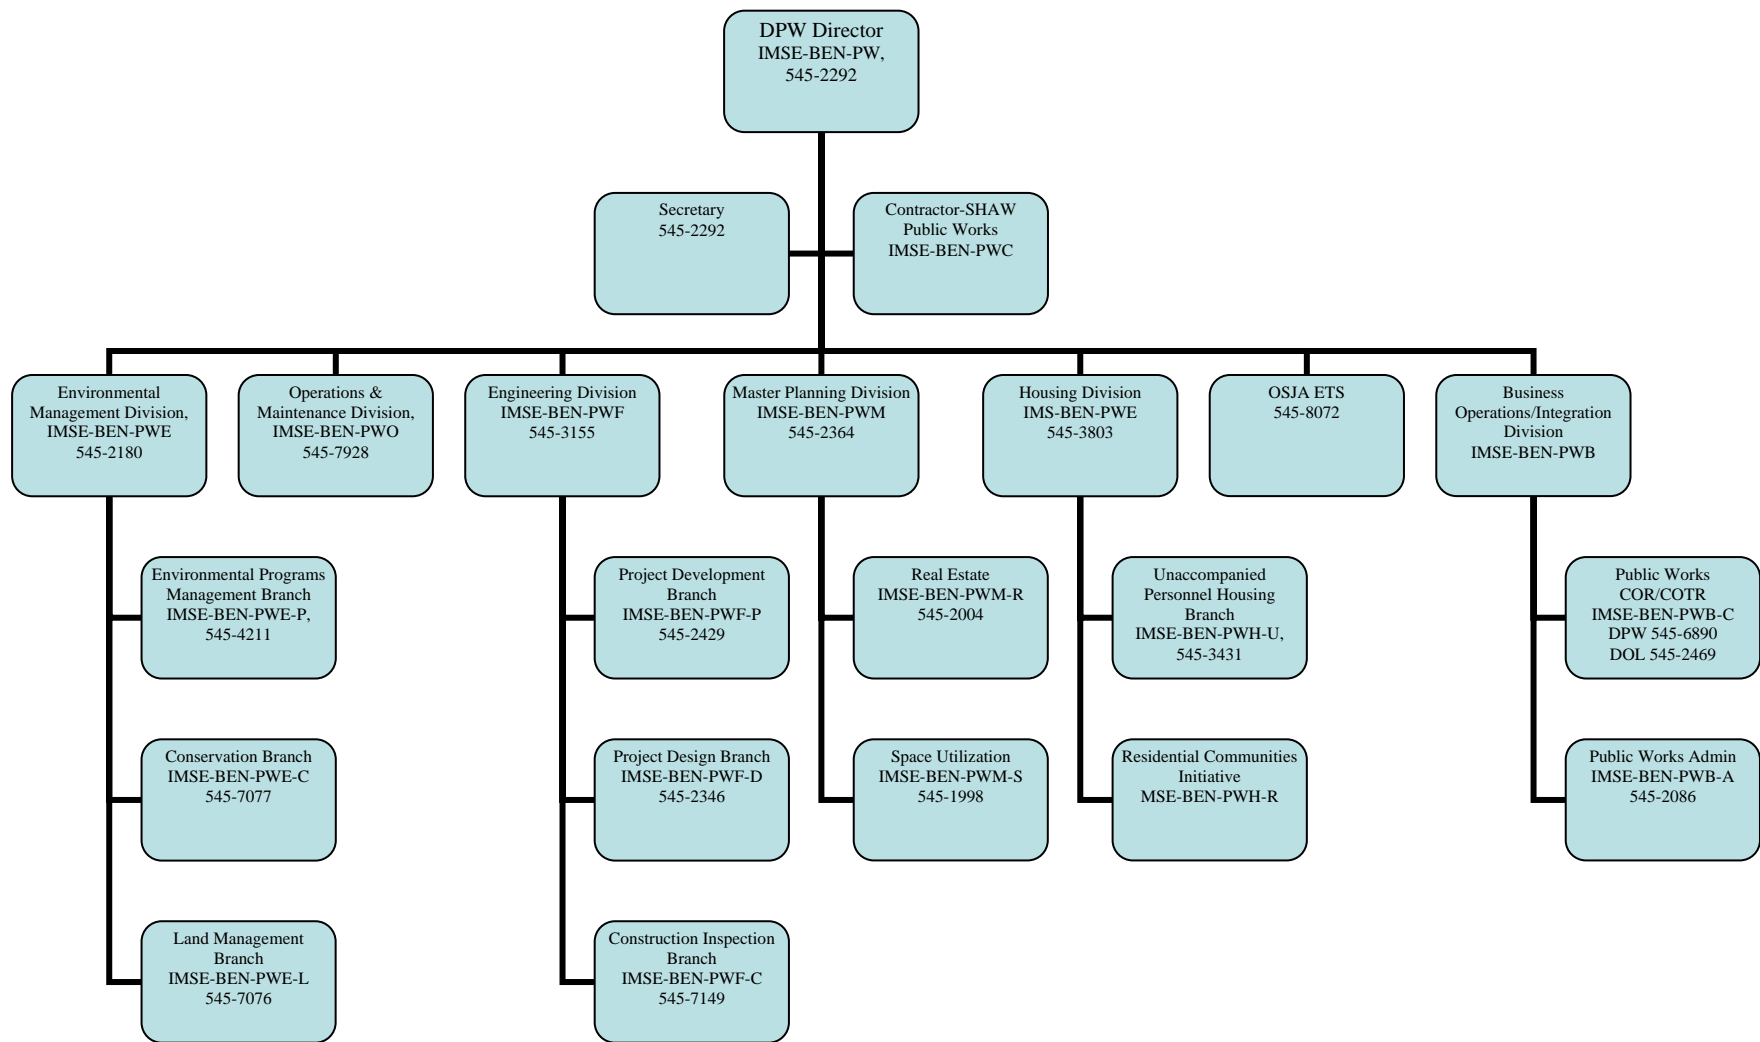 DPW Director
IMSE-BEN-PW,
545-2292
Secretary
545-2292
Contractor-SHAW
Public Works
IMSE-BEN-PWC
Environmental
Management Division,
IMSE-BEN-PWE
545-2180
Operations &
Maintenance Division,
IMSE-BEN-PWO
545-7928
Engineering Division
IMSE-BEN-PWF
545-3155
Master Planning Division
IMSE-BEN-PWM
545-2364
Housing Division
IMS-BEN-PWE
545-3803
OSJA ETS
545-8072
Business
Operations/Integration
Division
IMSE-BEN-PWB
Environmental Programs
Management Branch
IMSE-BEN-PWE-P,
545-4211
Project Development
Branch
IMSE-BEN-PWF-P
545-2429
Real Estate
IMSE-BEN-PWM-R
545-2004
Unaccompanied
Personnel Housing
Branch
IMSE-BEN-PWH-U,
545-3431
Public Works
COR/COTR
IMSE-BEN-PWB-C
DPW 545-6890
DOL 545-2469
Conservation Branch
IMSE-BEN-PWE-C
545-7077
Project Design Branch
IMSE-BEN-PWF-D
545-2346
Space Utilization
IMSE-BEN-PWM-S
545-1998
Residential Communities
Initiative
MSE-BEN-PWH-R
Public Works Admin
IMSE-BEN-PWB-A
545-2086
Land Management
Branch
IMSE-BEN-PWE-L
545-7076
Construction Inspection
Branch
IMSE-BEN-PWF-C
545-7149